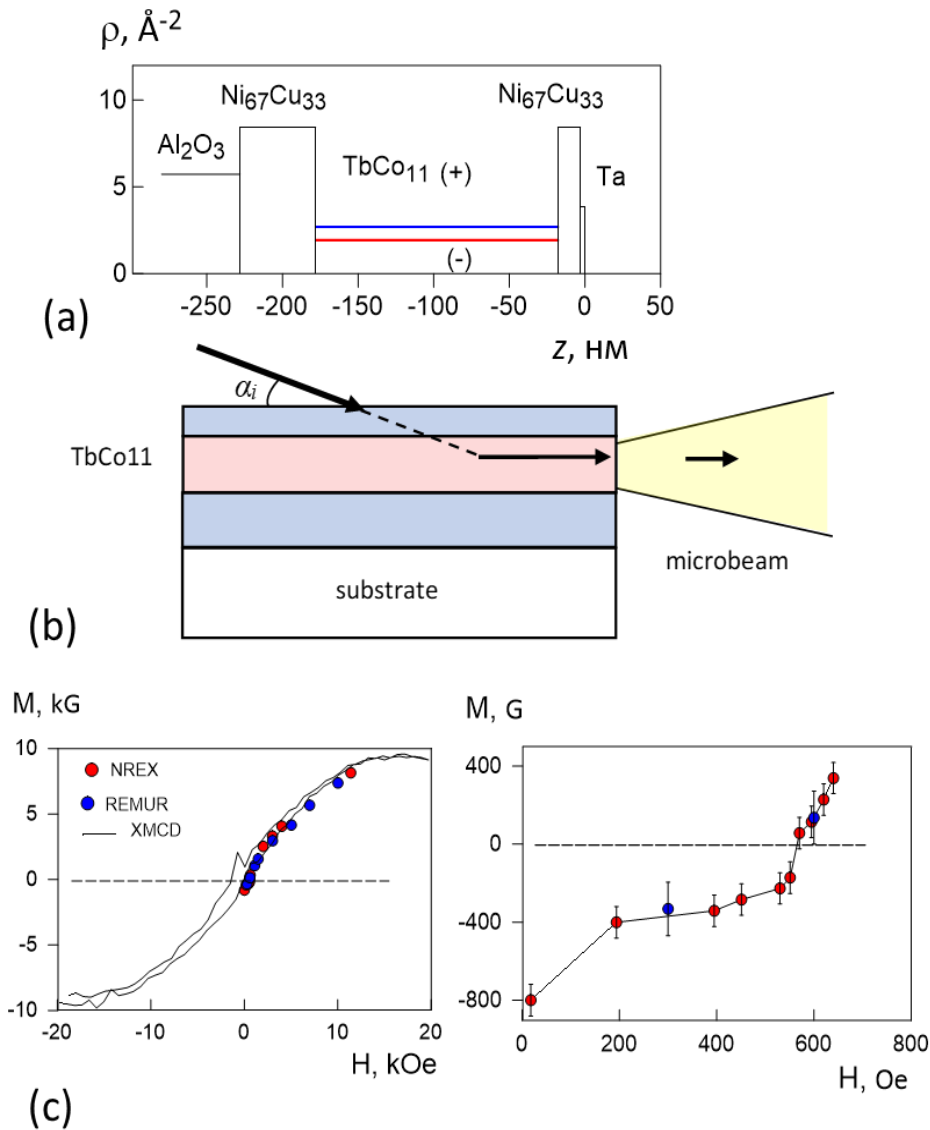 ρ, Å⁻²
10
5
0
Ni₆₇Cu₃₃
Ni₆₇Cu₃₃
Al₂O₃
TbCo₁₁ (+)
Ta
(-)
-250 -200 -150 -100 -50 0 50
z, нм
(a)
αᵢ
TbCo11
substrate
microbeam
(b)
M, kG
10
5
0
-5
-10
NREX
REMUR
XMCD
-20 -10 0 10 20
H, kOe
M, G
400
0
-400
-800
0 200 400 600 800
H, Oe
(c)